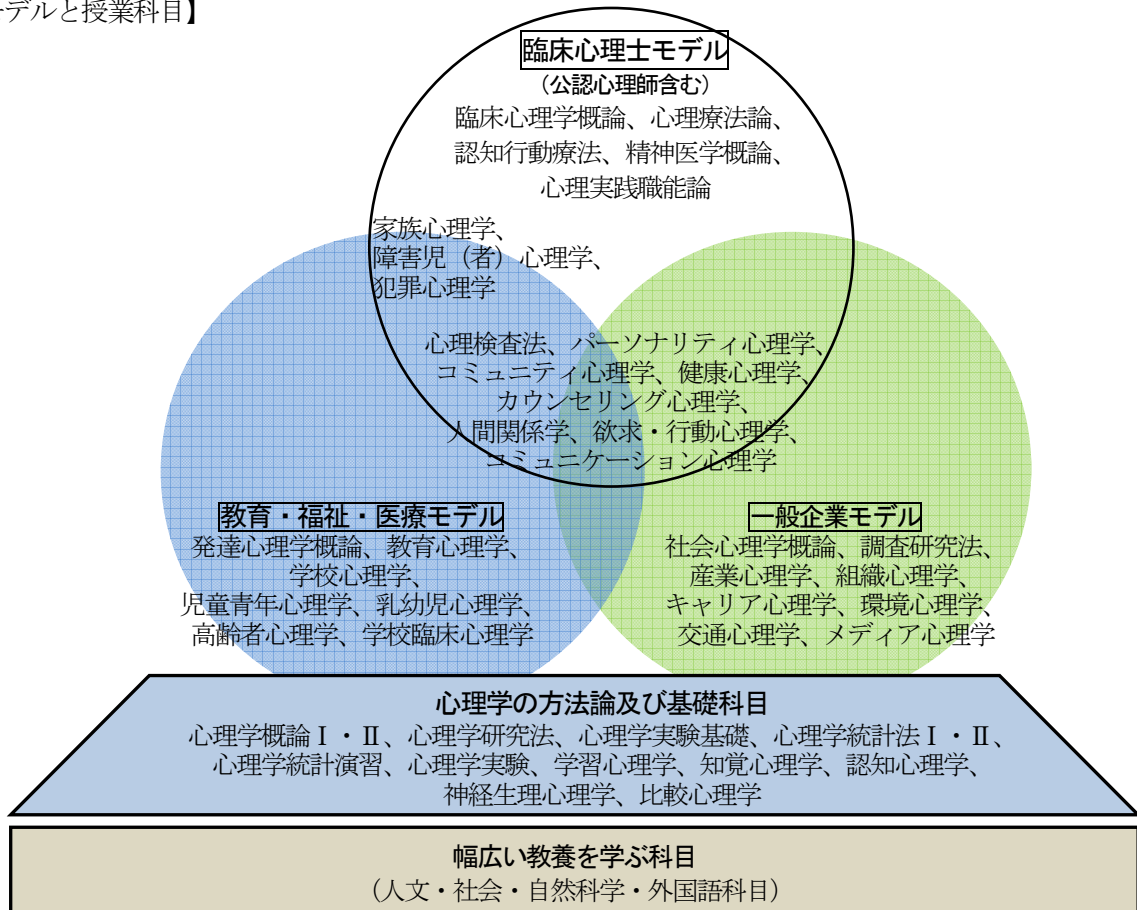 デルと授業科目】
臨床心理士モデル
（公認心理師含む）
臨床心理学概論、心理療法論、
認知行動療法、精神医学概論、
心理実践職能論
家族心理学、
障害児（者）心理学、
犯罪心理学
心理検査法、パーソナリティ心理学、
コミュニティ心理学、健康心理学、
カウンセリング心理学、
人間関係学、欲求・行動心理学、
コミュニケーション心理学
教育・福祉・医療モデル
発達心理学概論、教育心理学、
学校心理学、
児童青年心理学、乳幼児心理学、
高齢者心理学、学校臨床心理学
一般企業モデル
社会心理学概論、調査研究法、
産業心理学、組織心理学、
キャリア心理学、環境心理学、
交通心理学、メディア心理学
心理学の方法論及び基礎科目
心理学概論Ⅰ・Ⅱ、心理学研究法、心理学実験基礎、心理学統計法Ⅰ・Ⅱ、
心理学統計演習、心理学実験、学習心理学、知覚心理学、認知心理学、
神経生理心理学、比較心理学
幅広い教養を学ぶ科目
（人文・社会・自然科学・外国語科目）